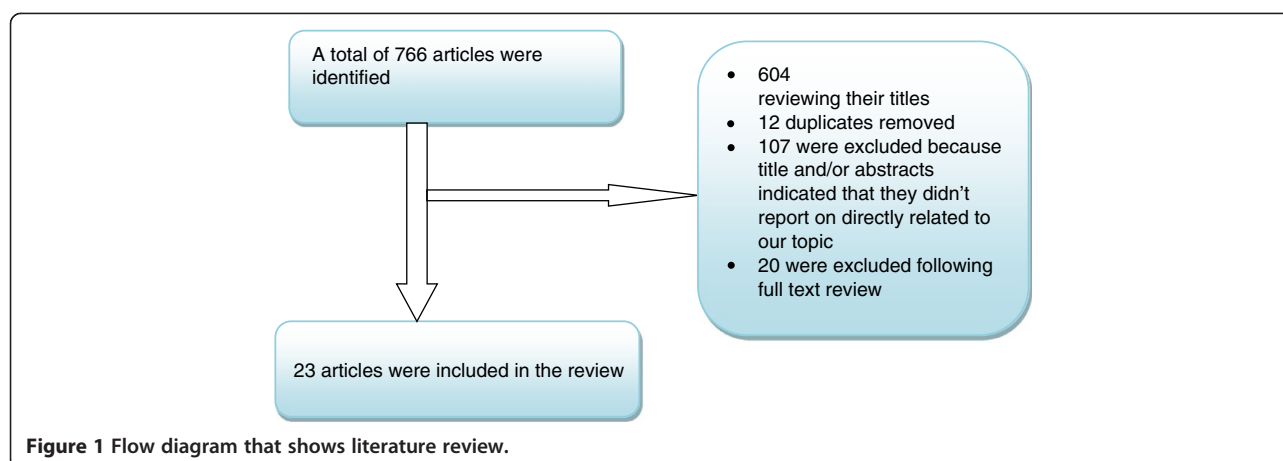 A total of 766 articles were
identified
• 604
reviewing their titles
• 12 duplicates removed
• 107 were excluded because
title and/or abstracts
indicated that they didn’t
report on directly related to
our topic
• 20 were excluded following
full text review
23 articles were included in the review
Figure 1 Flow diagram that shows literature review.